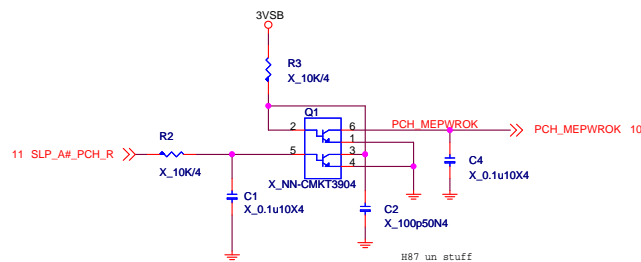 3VSB
R3
X_10K/4
Q1
2
6
PCH_MEPWROK
PCH_MEPWROK 10
1
R2
11 SLP_A#_PCH_R
5
3
4
X_10K/4
X_NN-CMKT3904
C4
X_0.1u10X4
C1
X_0.1u10X4
C2
X_100p50N4
H87 un stuff